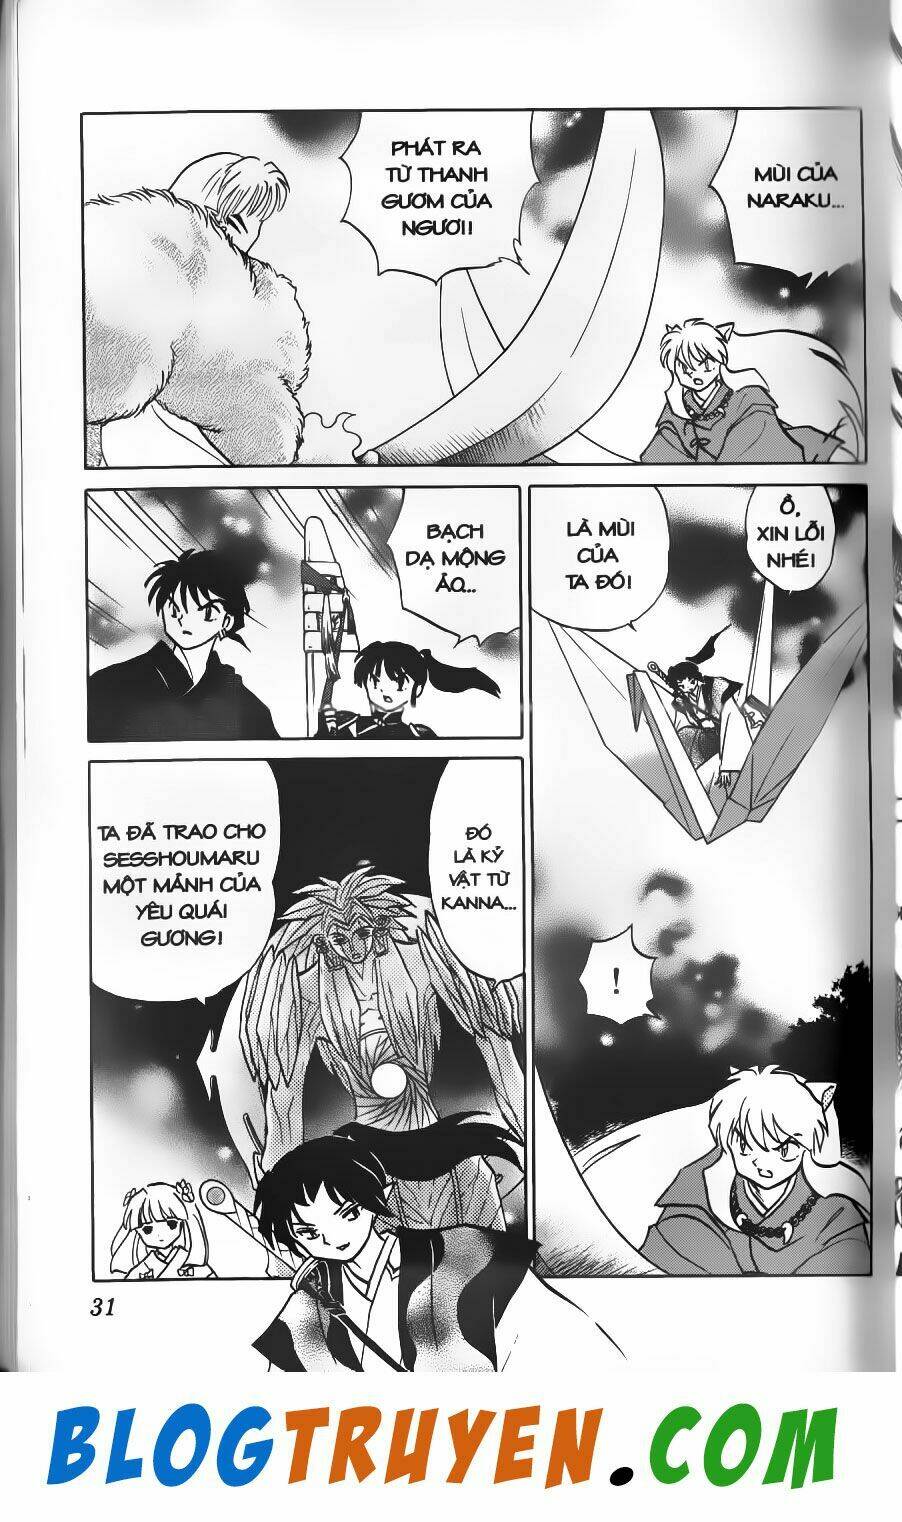 MÙI CỦA
NARAKU...
PHÁT RA
TỪ THANH
GƯƠM CỦA
NGƯƠI!
Ồ,
XIN LỖI
NHÉ!
LÀ MÙI
CỦA
TA ĐÓ!
BẠCH
DẠ MỘNG
ẢO...
!
ĐÓ
LÀ KỶ
VẬT TỪ
KANNA...
TA ĐÃ TRAO CHO
SESSHOUMARU
MỘT MẢNH CỦA
YÊU QUÁI
GƯƠNG!
31
BLOGTRUYEN.COM